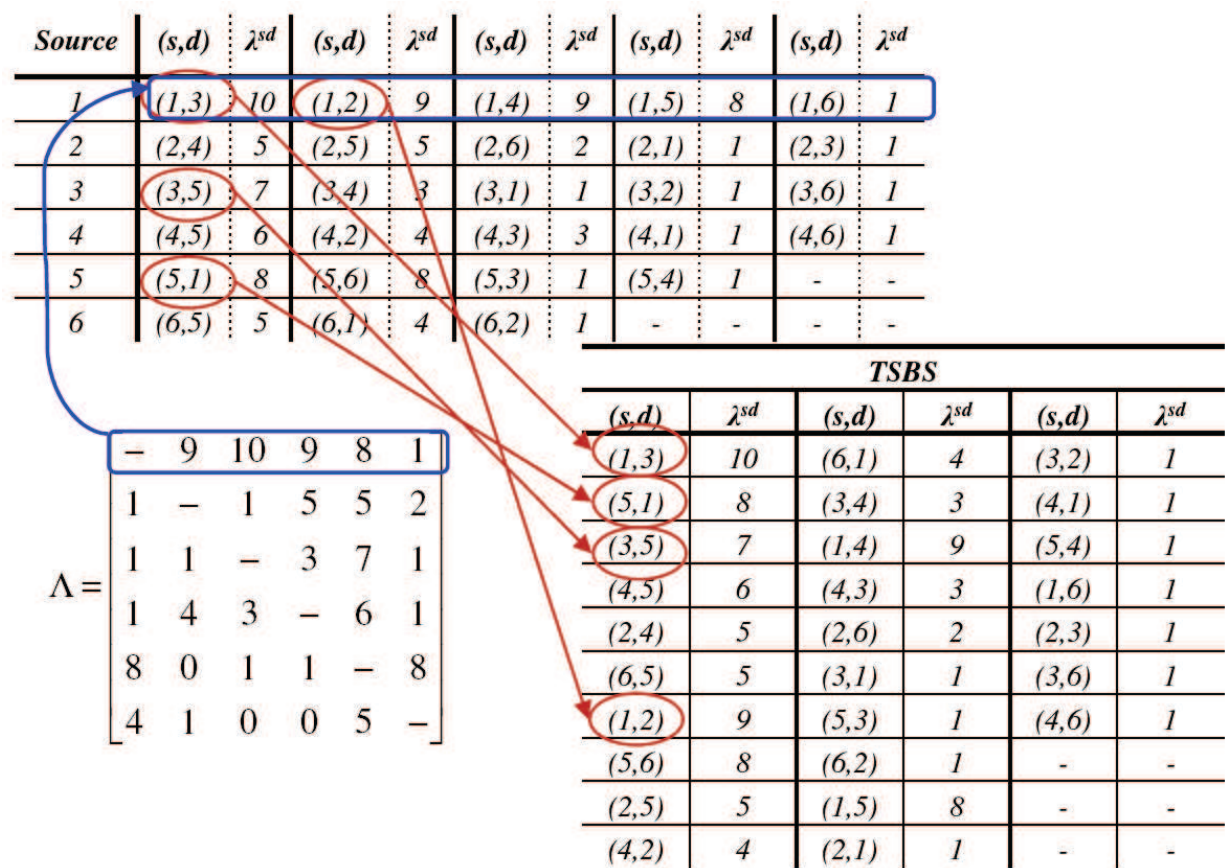 Source (s,d) λ^sd (s,d) λ^sd (s,d) λ^sd (s,d) λ^sd (s,d) λ^sd
1 (1,3) 10 (1,2) 9 (1,4) 9 (1,5) 8 (1,6) 1
2 (2,4) 5 (2,5) 5 (2,6) 2 (2,1) 1 (2,3) 1
3 (3,5) 7 (3,4) 3 (3,1) 1 (3,2) 1 (3,6) 1
4 (4,5) 6 (4,2) 4 (4,3) 3 (4,1) 1 (4,6) 1
5 (5,1) 8 (5,6) 8 (5,3) 1 (5,4) 1 - -
6 (6,5) 5 (6,1) 4 (6,2) 1 - - - -
TSBS
(s,d) λ^sd (s,d) λ^sd (s,d) λ^sd
(1,3) 10 (6,1) 4 (3,2) 1
(5,1) 8 (3,4) 3 (4,1) 1
(3,5) 7 (1,4) 9 (5,4) 1
(4,5) 6 (4,3) 3 (1,6) 1
(2,4) 5 (2,6) 2 (2,3) 1
(6,5) 5 (3,1) 1 (3,6) 1
(1,2) 9 (5,3) 1 (4,6) 1
(5,6) 8 (6,2) 1 - -
(2,5) 5 (1,5) 8 - -
(4,2) 4 (2,1) 1 - -
Λ =
– 9 10 9 8 1
1 – 1 5 5 2
1 1 – 3 7 1
1 4 3 – 6 1
8 0 1 1 – 8
4 1 0 0 5 –